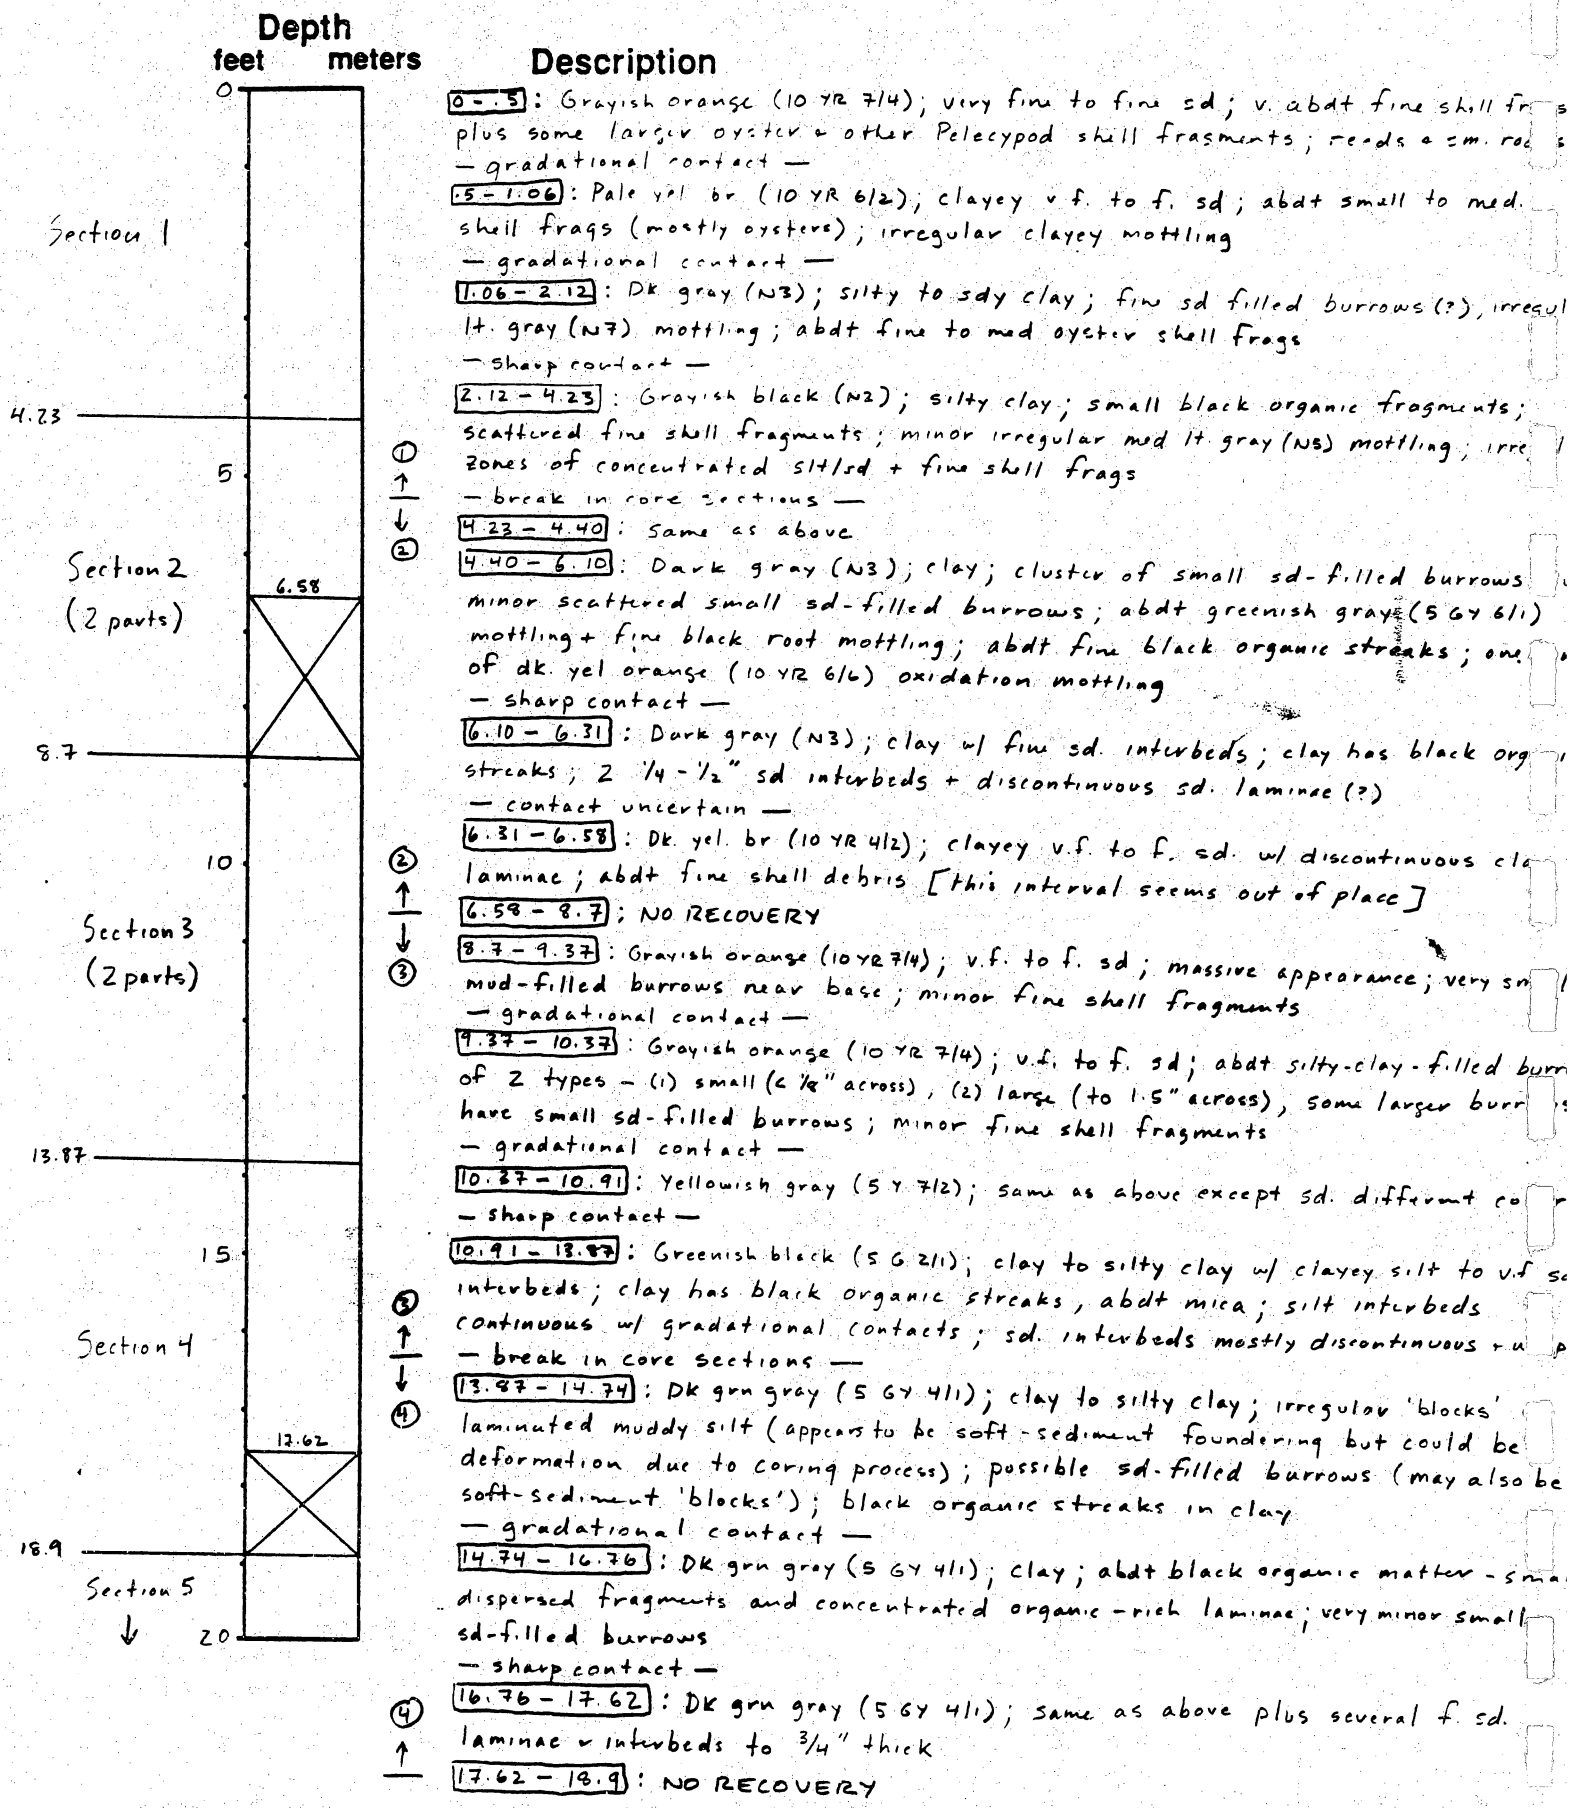 Depth
feet meters Description
0
Section 1
4.23
5
Section 2
(2 parts)
6.58
8.7
10
Section 3
(2 parts)
13.87
15
Section 4
17.62
18.9
Section 5
↓ 20
0 - .5: Grayish orange (10 YR 7/4); very fine to fine sd; v. abdt fine shell
plus some larger oyster & other Pelecypod shell fragments; reeds & sm.
— gradational contact —
.5 - 1.06: Pale yel br (10 YR 6/2); clayey v f. to f. sd; abdt small to med.
shell frags (mostly oysters); irregular clayey mottling
— gradational contact —
1.06 - 2.12: Dk gray (N3); silty to sdy clay; fine sd filled burrows (?), irregul
lt. gray (N7) mottling; abdt fine to med oyster shell frags
— sharp contact —
2.12 - 4.23: Grayish black (N2); silty clay; small black organic fragments;
scattered fine shell fragments; minor irregular med lt. gray (N5) mottling; irre
zones of concentrated slt/sd + fine shell frags
① ↑
— break in core sections —
↓ ②
4.23 - 4.40: Same as above
4.40 - 6.10: Dark gray (N3); clay; cluster of small sd-filled burrows
minor scattered small sd-filled burrows; abdt greenish gray (5 GY 6/1)
mottling + fine black root mottling; abdt fine black organic streaks; one
of dk. yel orange (10 YR 6/6) oxidation mottling
— sharp contact —
6.10 - 6.31: Dark gray (N3); clay w/ fine sd. interbeds; clay has black org
streaks; 2 1/4 - 1/2" sd interbeds + discontinuous sd. laminae (?)
— contact uncertain —
6.31 - 6.58: Dk. yel. br (10 YR 4/2); clayey v.f. to f. sd. w/ discontinuous cla
laminae; abdt fine shell debris [this interval seems out of place]
② ↑
6.58 - 8.7: NO RECOVERY
↓ ③
8.7 - 9.37: Grayish orange (10 YR 7/4); v.f. to f. sd; massive appearance; very sm
mud-filled burrows near base; minor fine shell fragments
— gradational contact —
9.37 - 10.37: Grayish orange (10 YR 7/4); v.f. to f. sd; abdt silty-clay-filled burr
of 2 types - (1) small (< 1/8" across), (2) large (to 1.5" across), some larger burr
have small sd-filled burrows; minor fine shell fragments
— gradational contact —
10.37 - 10.91: Yellowish gray (5 Y 7/2); same as above except sd. different co
— sharp contact —
10.91 - 13.87: Greenish black (5 G 2/1); clay to silty clay w/ clayey silt to v.f
interbeds; clay has black organic streaks, abdt mica; silt interbeds
continuous w/ gradational contacts; sd. interbeds mostly discontinuous
③ ↑
— break in core sections —
↓ ④
13.87 - 14.74: Dk grn gray (5 GY 4/1); clay to silty clay; irregular 'blocks'
laminated muddy silt (appears to be soft-sediment foundering but could be
deformation due to coring process); possible sd-filled burrows (may also be
soft-sediment 'blocks'); black organic streaks in clay
— gradational contact —
14.74 - 16.76: Dk grn gray (5 GY 4/1); clay; abdt black organic matter - sma
dispersed fragments and concentrated organic-rich laminae; very minor small
sd-filled burrows
— sharp contact —
16.76 - 17.62: Dk grn gray (5 GY 4/1); same as above plus several f. sd.
laminae & interbeds to 3/4" thick
④ ↑
17.62 - 18.9: NO RECOVERY